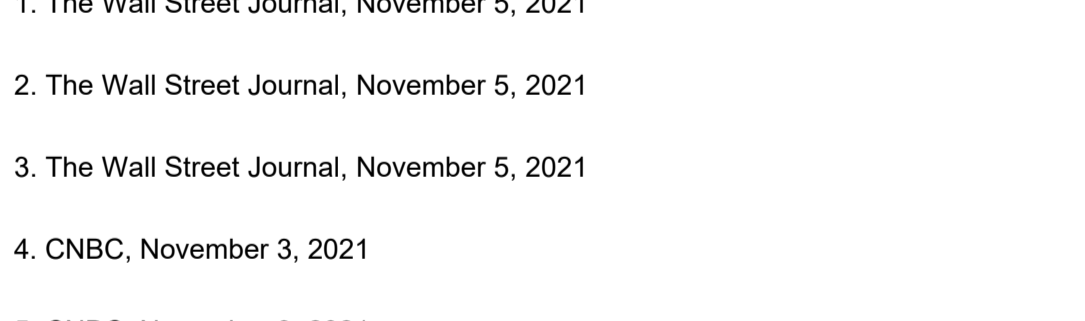 1. The Wall Street Journal, November 5, 2021
2. The Wall Street Journal, November 5, 2021
3. The Wall Street Journal, November 5, 2021
4. CNBC, November 3, 2021